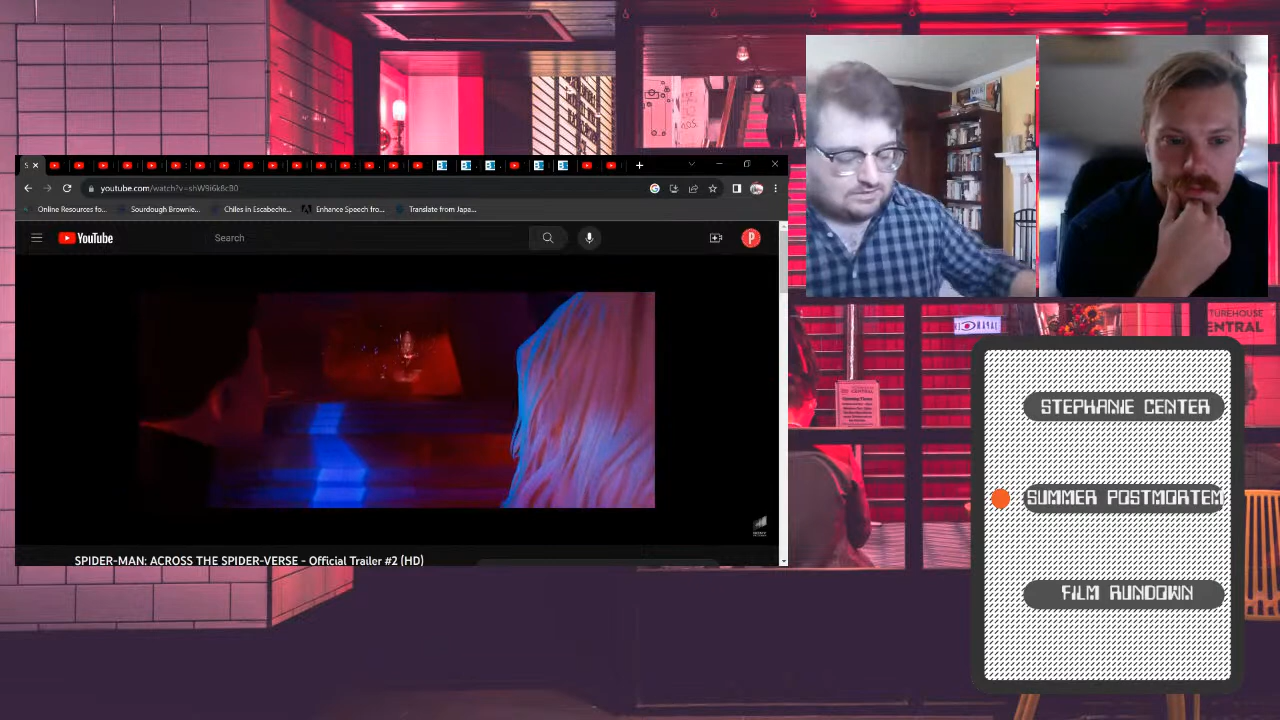 youtube.com/watch?v=shW9i6k8cB0
Online Resources fo...
Sourdough Brownie...
Chiles in Escabeche...
Enhance Speech fro...
Translate from Japa...
YouTube
Search
P
SPIDER-MAN: ACROSS THE SPIDER-VERSE - Official Trailer #2 (HD)
CENTRAL
STEPHANIE CENTER
SUMMER POSTMORTEM
FILM RUNDOWN